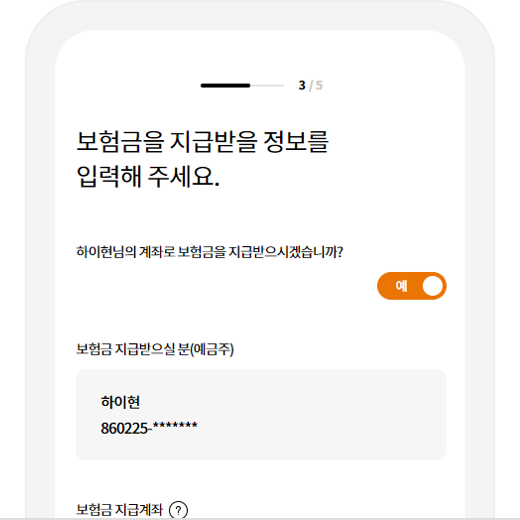 3 / 5
보험금을 지급받을 정보를
입력해 주세요.
하이현님의 계좌로 보험금을 지급받으시겠습니까?
예
보험금 지급받으실 분(예금주)
하이현
860225-*******
보험금 지급계좌 ?